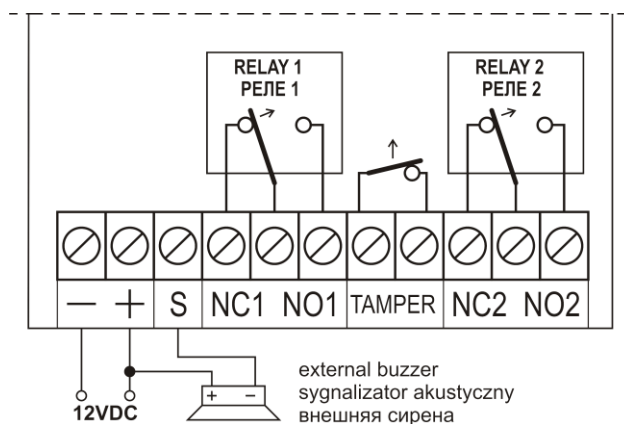 RELAY 1
РЕЛЕ 1
RELAY 2
РЕЛЕ 2
− + S NC1 NO1 TAMPER NC2 NO2
+ −
12VDC
external buzzer
sygnalizator akustyczny
внешняя сирена